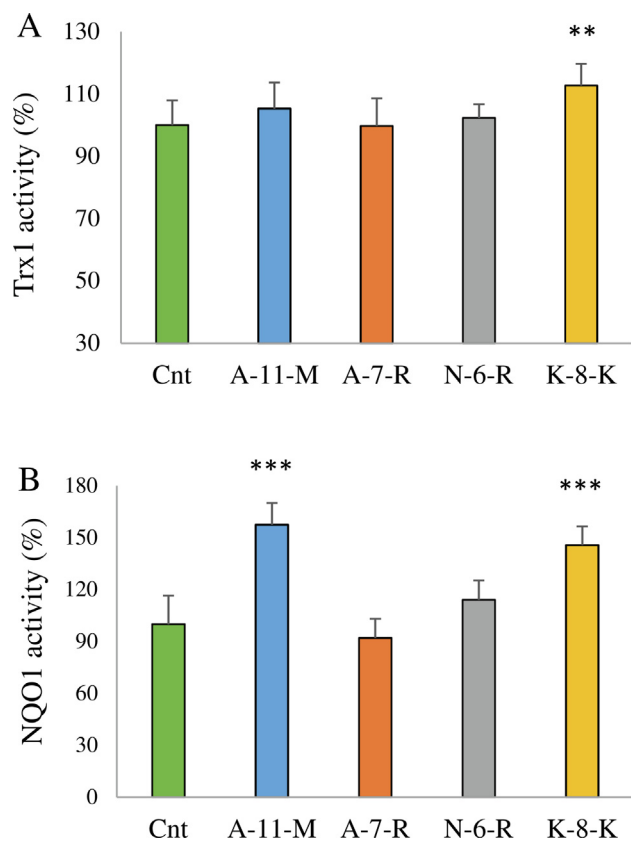 A
130
**
110
90
70
50
30
Trx1 activity (%)
Cnt A-11-M A-7-R N-6-R K-8-K
B
180
***
***
150
120
90
60
30
0
NQO1 activity (%)
Cnt A-11-M A-7-R N-6-R K-8-K